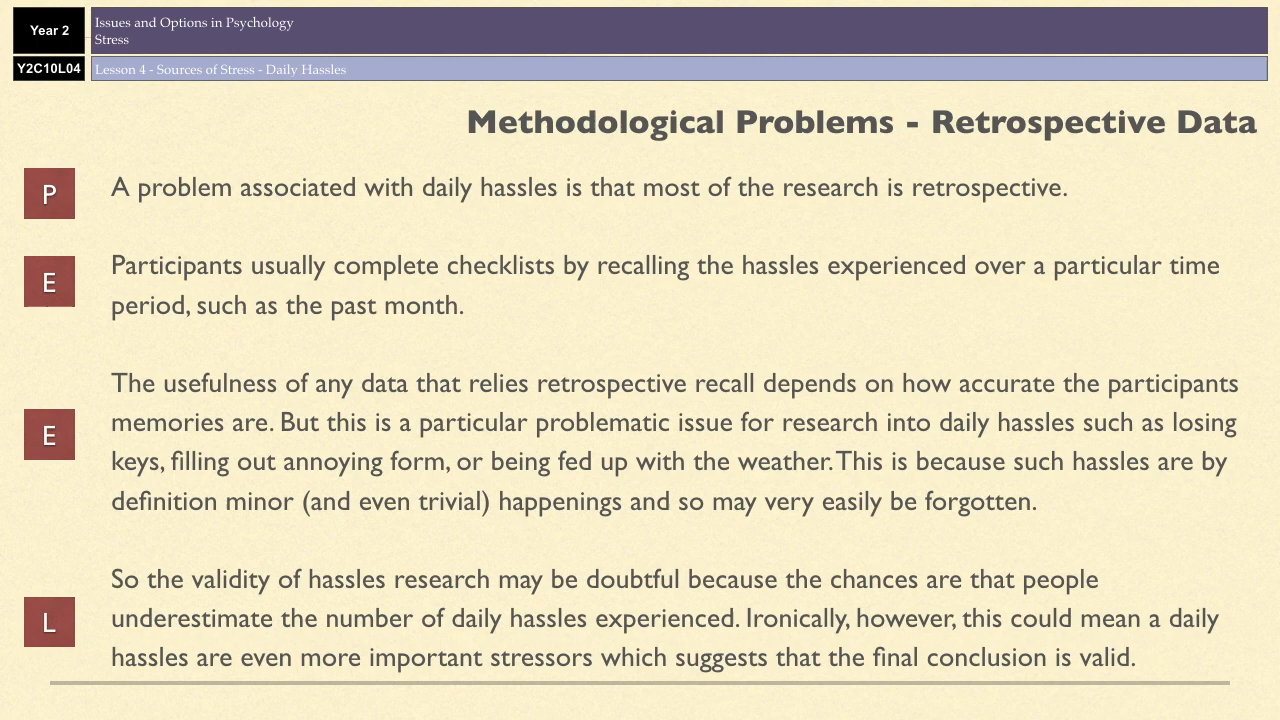 Year 2
Issues and Options in Psychology
Stress
Y2C10L04
Lesson 4 - Sources of Stress - Daily Hassles
Methodological Problems - Retrospective Data
P
A problem associated with daily hassles is that most of the research is retrospective.
E
Participants usually complete checklists by recalling the hassles experienced over a particular time
period, such as the past month.
E
The usefulness of any data that relies retrospective recall depends on how accurate the participants
memories are. But this is a particular problematic issue for research into daily hassles such as losing
keys, filling out annoying form, or being fed up with the weather. This is because such hassles are by
definition minor (and even trivial) happenings and so may very easily be forgotten.
L
So the validity of hassles research may be doubtful because the chances are that people
underestimate the number of daily hassles experienced. Ironically, however, this could mean a daily
hassles are even more important stressors which suggests that the final conclusion is valid.